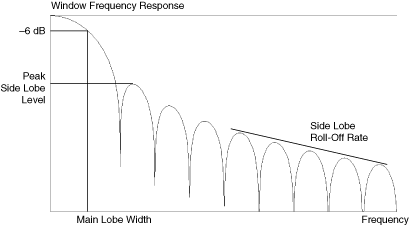 Window Frequency Response
–6 dB
Peak
Side Lobe
Level
Side Lobe
Roll-Off Rate
Main Lobe Width
Frequency